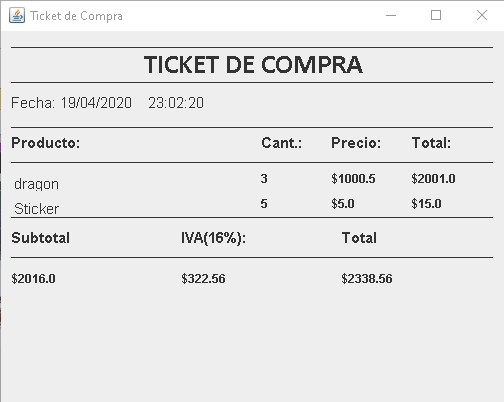 Ticket de Compra
TICKET DE COMPRA
Fecha: 19/04/2020 23:02:20
Producto: Cant.: Precio: Total:
dragon 3 $1000.5 $2001.0
Sticker 5 $5.0 $15.0
Subtotal IVA(16%): Total
$2016.0 $322.56 $2338.56